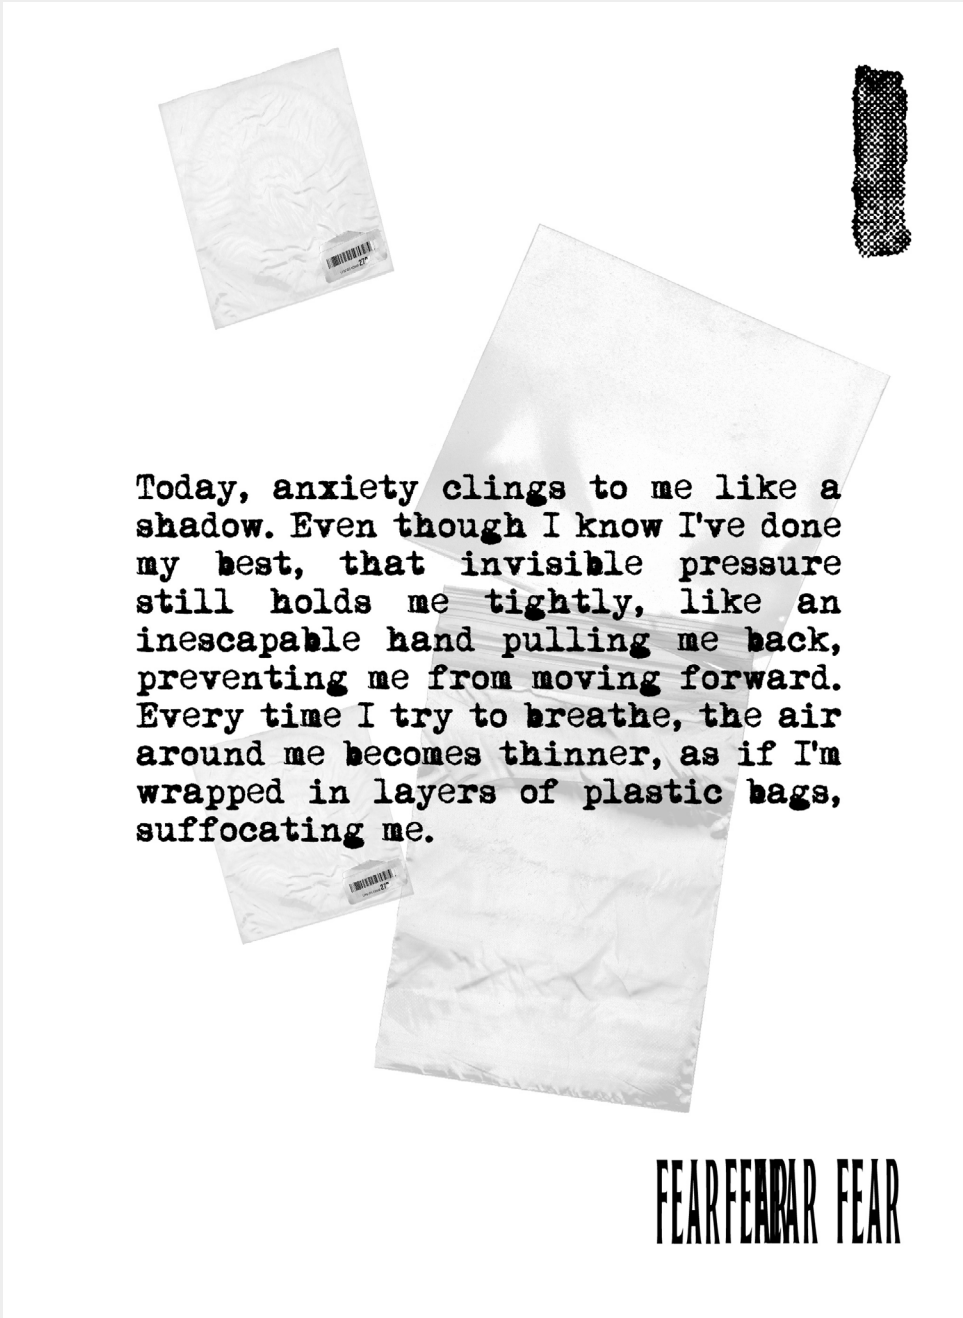 Today, anxiety clings to me like a
shadow. Even though I know I've done
my best, that invisible pressure
still holds me tightly, like an
inescapable hand pulling me back,
preventing me from moving forward.
Every time I try to breathe, the air
around me becomes thinner, as if I'm
wrapped in layers of plastic bags,
suffocating me.
FEARFEARFEAR FEAR